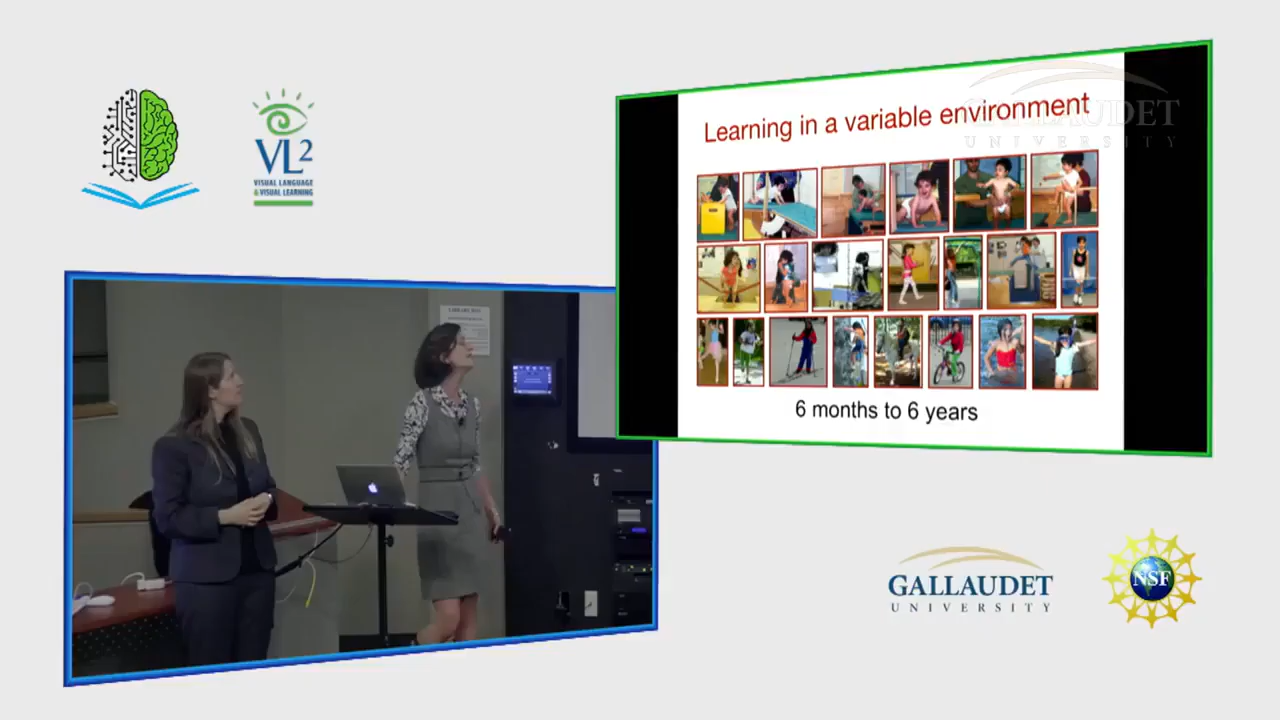 VL2
VISUAL LANGUAGE
& VISUAL LEARNING
GALLAUDET
UNIVERSITY
Learning in a variable environment
6 months to 6 years
GALLAUDET
UNIVERSITY
NSF